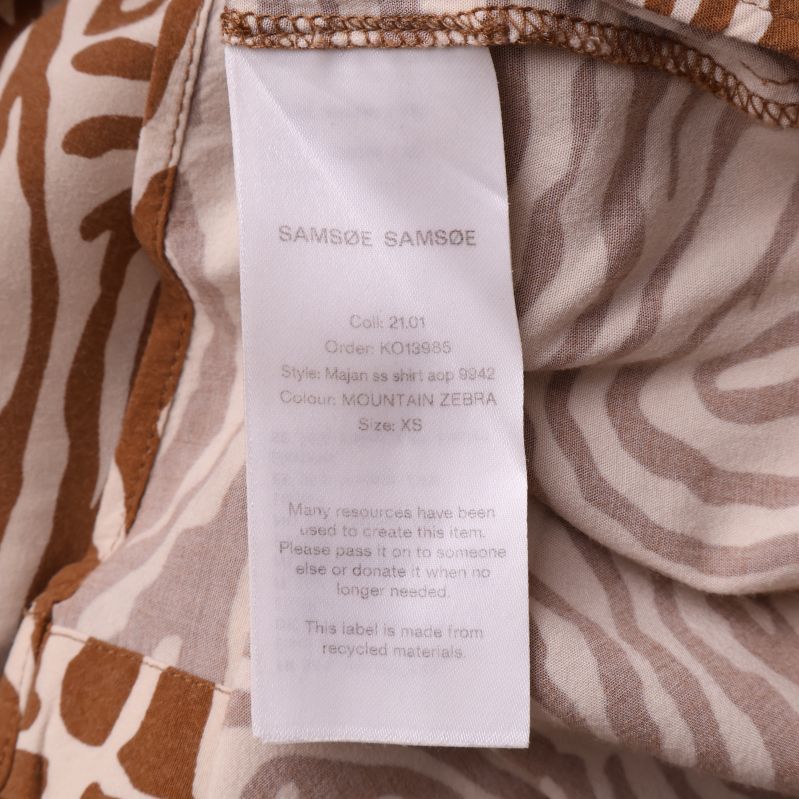 SAMSØE SAMSØE
Coll: 21.01
Order: KO13985
Style: Majan ss shirt aop 9942
Colour: MOUNTAIN ZEBRA
Size: XS
Many resources have been
used to create this item.
Please pass it on to someone
else or donate it when no
longer needed.
This label is made from
recycled materials.